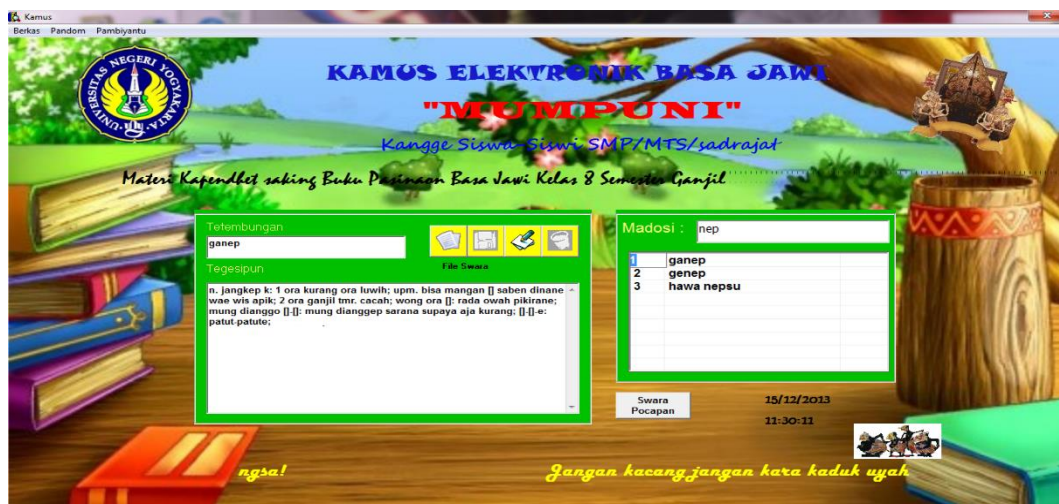 Kamus
Berkas Pandom Pambiyantu
UNIVERSITAS NEGERI YOGYAKARTA
KAMUS ELEKTRONIK BASA JAWI
"MUMPUNI"
Kangge Siswa-Siswi SMP/MTS/sadrajat
Materi Kapendhet saking Buku Pasinaon Basa Jawi Kelas 8 Semester Ganjil
Tetembungan
ganep
File Swara
Tegesipun
n. jangkep k: 1 ora kurang ora luwih; upm. bisa mangan [] saben dinane
wae wis apik; 2 ora ganjil tmr. cacah; wong ora []: rada owah pikirane;
mung dianggo []-[]: mung dianggep sarana supaya aja kurang; []-[]-e:
patut-patute;
Madosi : nep
1 ganep
2 genep
3 hawa nepsu
Swara
Pocapan
15/12/2013
11:30:11
ngsa! Jangan kacang jangan kara kaduk uyah